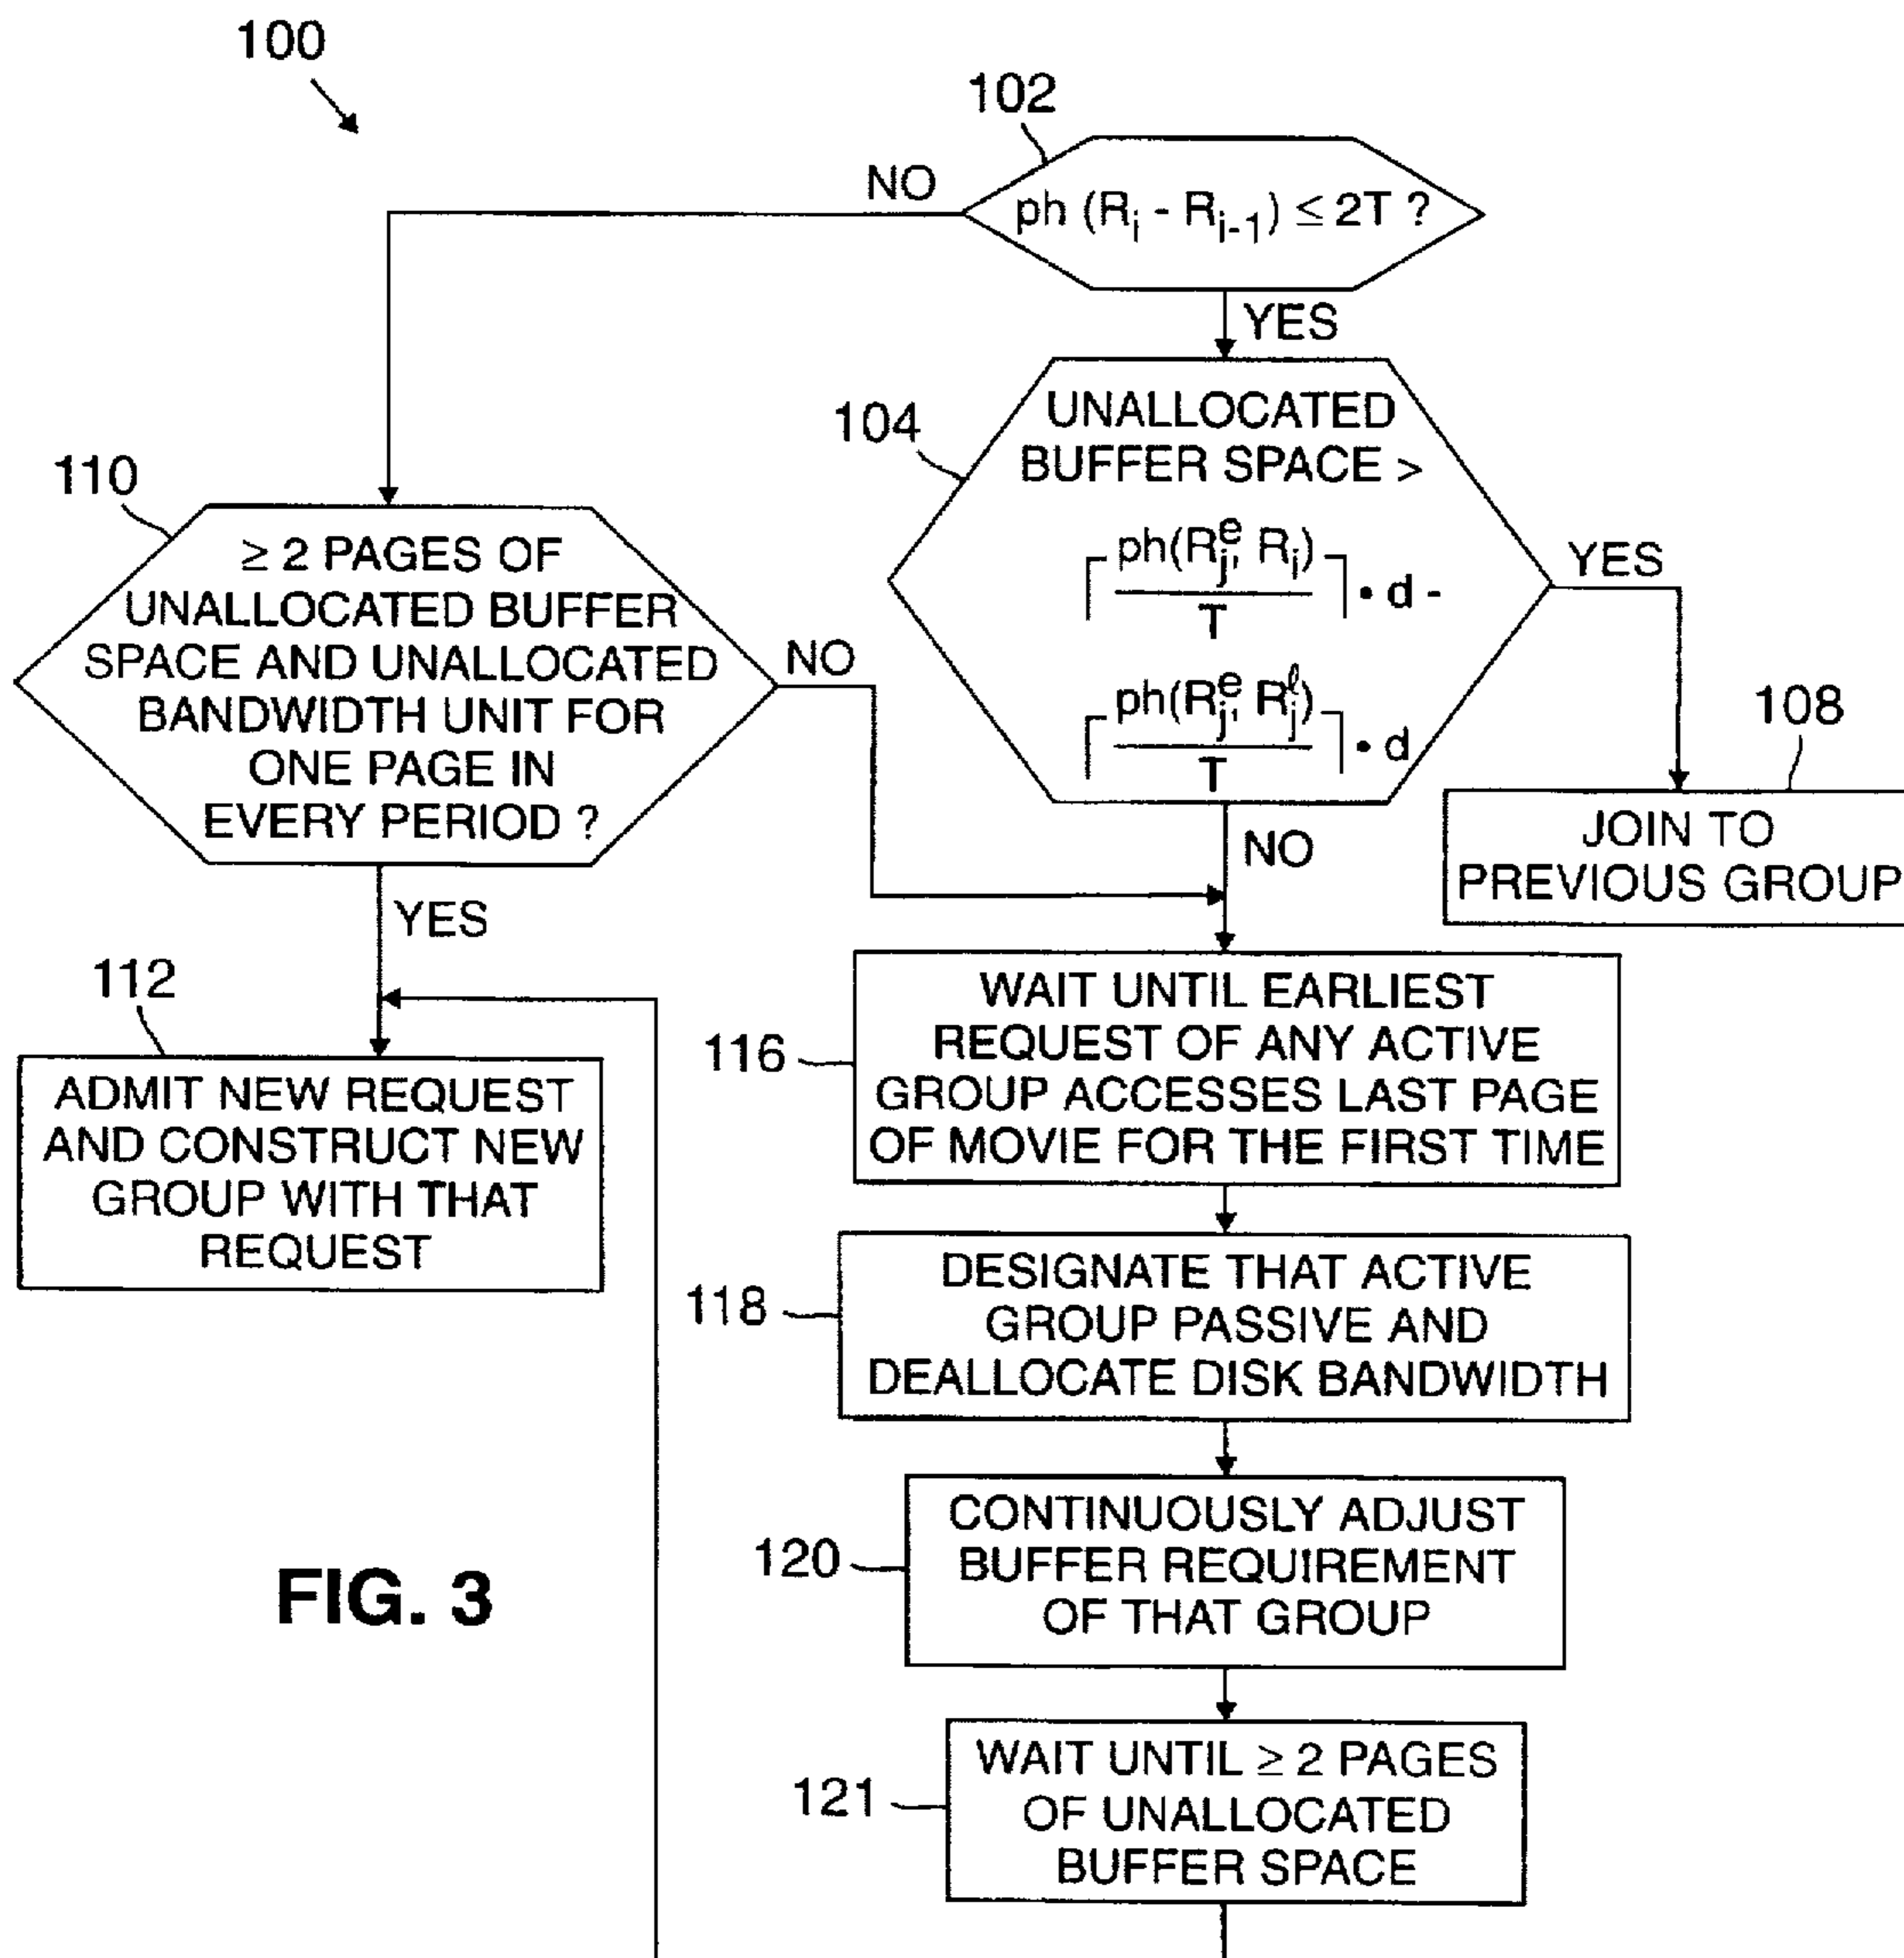 100
102
NO
ph (R_i - R_{i-1}) ≤ 2T ?
YES
104
UNALLOCATED
BUFFER SPACE >
⌈ ph(R_j^e, R_i) / T ⌉ • d -
⌈ ph(R_j^e, R_j^ℓ) / T ⌉ • d
YES
NO
108
JOIN TO
PREVIOUS GROUP
110
≥ 2 PAGES OF
UNALLOCATED BUFFER
SPACE AND UNALLOCATED
BANDWIDTH UNIT FOR
ONE PAGE IN
EVERY PERIOD ?
NO
YES
112
ADMIT NEW REQUEST
AND CONSTRUCT NEW
GROUP WITH THAT
REQUEST
116
WAIT UNTIL EARLIEST
REQUEST OF ANY ACTIVE
GROUP ACCESSES LAST PAGE
OF MOVIE FOR THE FIRST TIME
118
DESIGNATE THAT ACTIVE
GROUP PASSIVE AND
DEALLOCATE DISK BANDWIDTH
120
CONTINUOUSLY ADJUST
BUFFER REQUIREMENT
OF THAT GROUP
121
WAIT UNTIL ≥ 2 PAGES
OF UNALLOCATED
BUFFER SPACE
FIG. 3